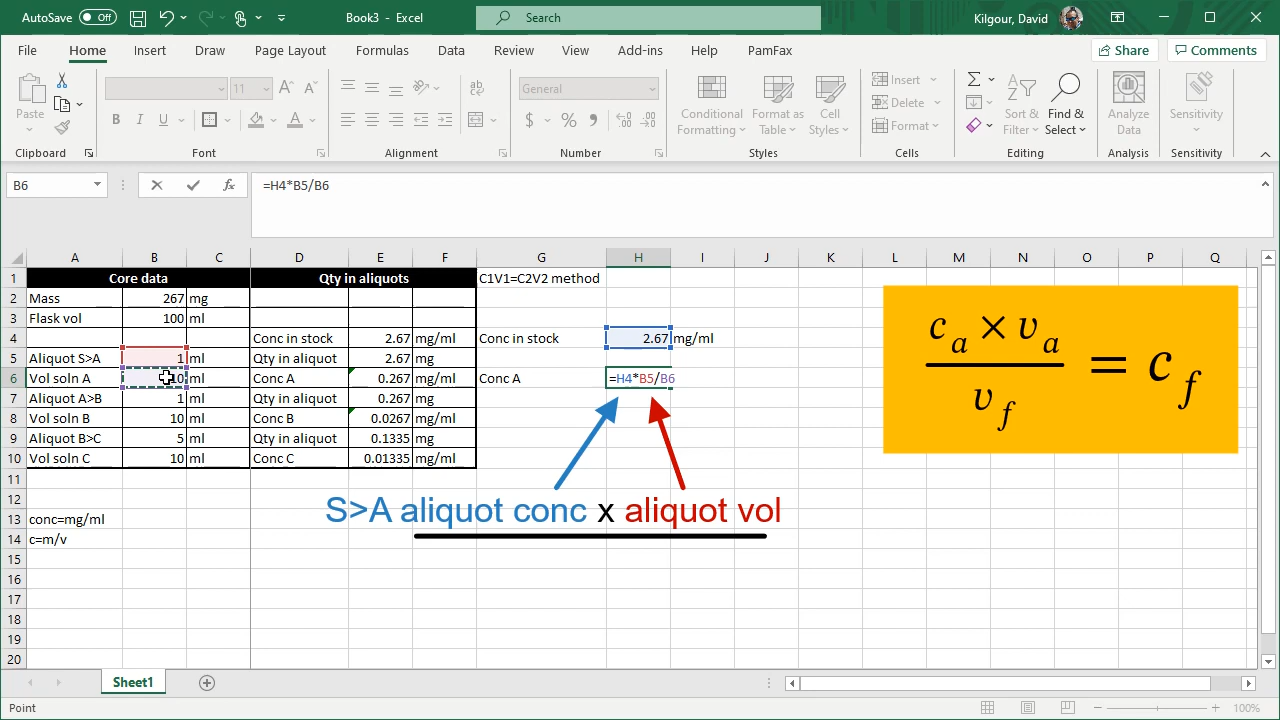 AutoSave Off Book3 - Excel Search Kilgour, David
File Home Insert Draw Page Layout Formulas Data Review View Add-ins Help PamFax Share Comments
Paste 11 General Conditional Formatting Format as Table Cell Styles Insert Delete Format Sort & Filter Find & Select Analyze Data Sensitivity
Clipboard Font Alignment Number Styles Cells Editing Analysis Sensitivity
B6 fx =H4*B5/B6
A B C D E F G H I J K L M N O P Q
1 Core data Qty in aliquots C1V1=C2V2 method
2 Mass 267 mg
3 Flask vol 100 ml
4 Conc in stock 2.67 mg/ml Conc in stock 2.67 mg/ml
5 Aliquot S>A 1 ml Qty in aliquot 2.67 mg
6 Vol soln A 10 ml Conc A 0.267 mg/ml Conc A =H4*B5/B6
7 Aliquot A>B 1 ml Qty in aliquot 0.267 mg
8 Vol soln B 10 ml Conc B 0.0267 mg/ml
9 Aliquot B>C 5 ml Qty in aliquot 0.1335 mg
10 Vol soln C 10 ml Conc C 0.01335 mg/ml
11
12
13 conc=mg/ml
14 c=m/v
15
16
17
18
19
20
c a × v a
v f
= c f
S>A aliquot conc x aliquot vol
Sheet1
Point 100%